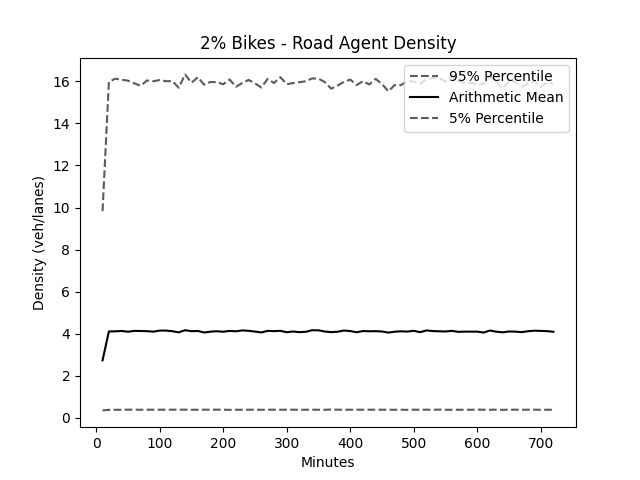 2% Bikes - Road Agent Density
95% Percentile
Arithmetic Mean
5% Percentile
Density (veh/lanes)
16
14
12
10
8
6
4
2
0
0 100 200 300 400 500 600 700
Minutes